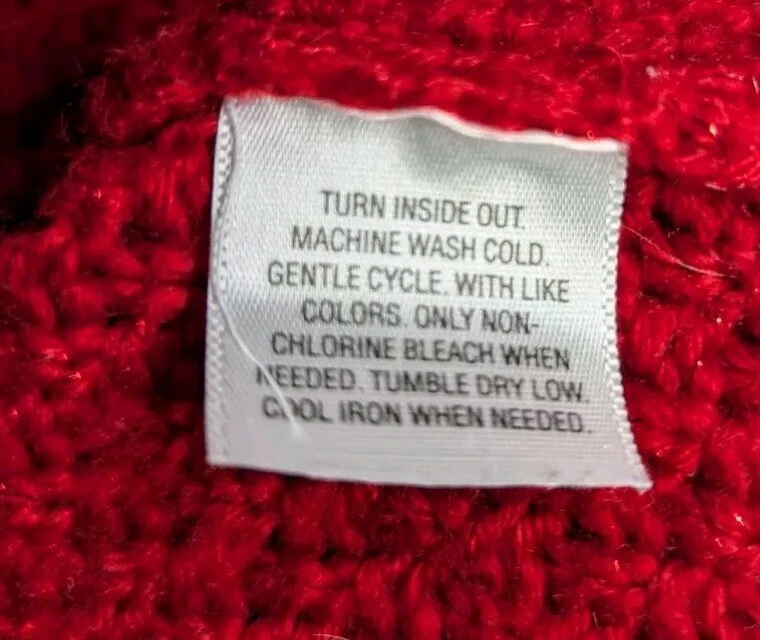 TURN INSIDE OUT.
MACHINE WASH COLD.
GENTLE CYCLE. WITH LIKE
COLORS. ONLY NON-
CHLORINE BLEACH WHEN
NEEDED. TUMBLE DRY LOW.
COOL IRON WHEN NEEDED.